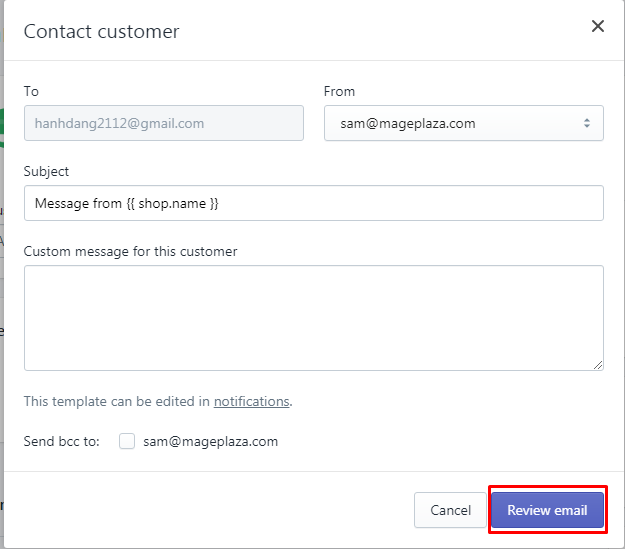 Contact customer
To
From
hanhdang2112@gmail.com
sam@mageplaza.com
Subject
Message from {{ shop.name }}
Custom message for this customer
This template can be edited in notifications.
Send bcc to:
sam@mageplaza.com
Cancel
Review email